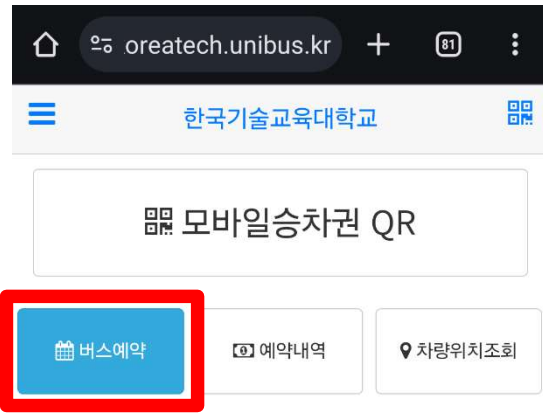 .oreatech.unibus.kr
81
한국기술교육대학교
모바일승차권 QR
버스예약
예약내역
차량위치조회